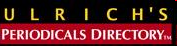 ULRICH'S
PERIODICALS DIRECTORY™